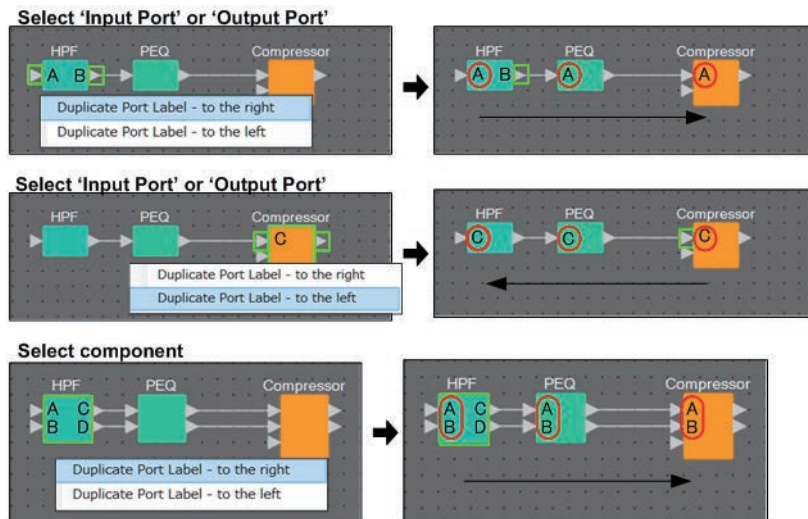 Select 'Input Port' or 'Output Port'
HPF PEQ Compressor
A B
Duplicate Port Label - to the right
Duplicate Port Label - to the left
HPF PEQ Compressor
A B A A
Select 'Input Port' or 'Output Port'
HPF PEQ Compressor
C
Duplicate Port Label - to the right
Duplicate Port Label - to the left
HPF PEQ Compressor
C C C
Select component
HPF PEQ Compressor
A C
B D
Duplicate Port Label - to the right
Duplicate Port Label - to the left
HPF PEQ Compressor
A C A A
B D B B